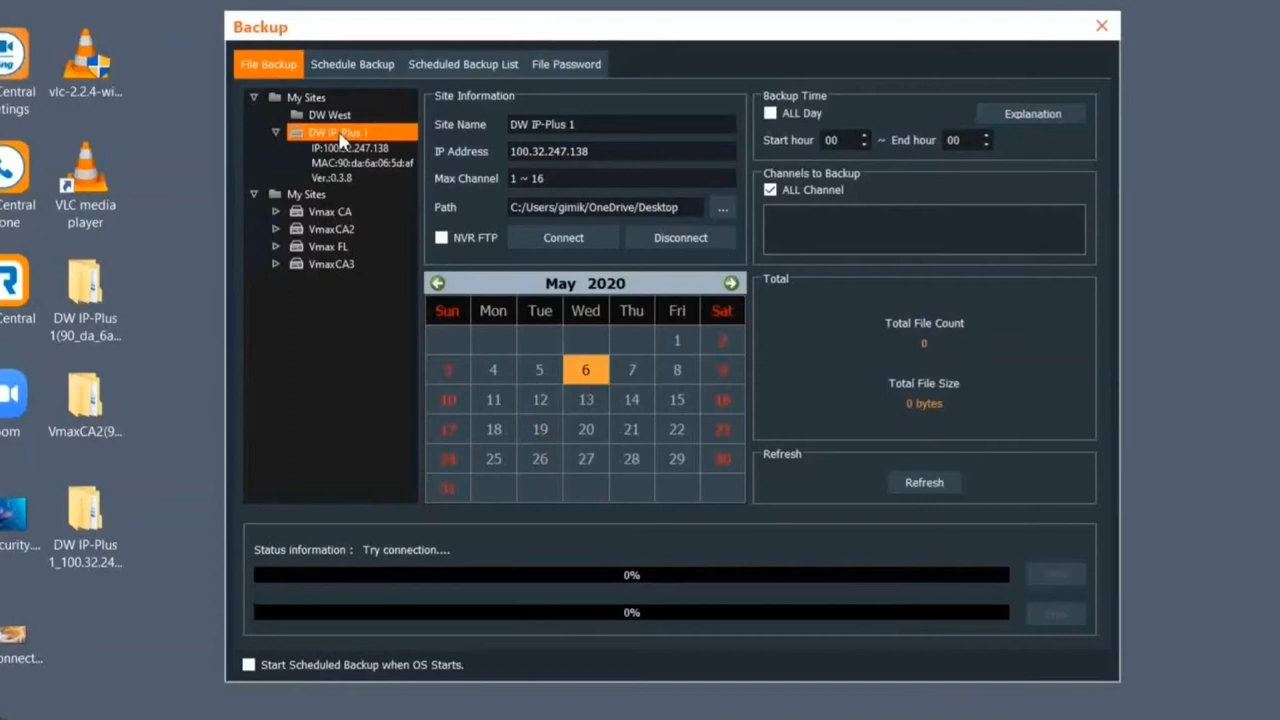 Backup
File Backup
Schedule Backup
Scheduled Backup List
File Password
My Sites
DW West
DW IP-Plus 1
IP:100.32.247.138
MAC:90:da:6a:06:5d:af
Ver.:0.3.8
My Sites
Vmax CA
VmaxCA2
Vmax FL
VmaxCA3
Site Information
Site Name DW IP-Plus 1
IP Address 100.32.247.138
Max Channel 1 ~ 16
Path C:/Users/gimik/OneDrive/Desktop ...
NVR FTP Connect Disconnect
May 2020
Sun Mon Tue Wed Thu Fri Sat
1 2
3 4 5 6 7 8 9
10 11 12 13 14 15 16
17 18 19 20 21 22 23
24 25 26 27 28 29 30
31
Backup Time
ALL Day Explanation
Start hour 00 ~ End hour 00
Channels to Backup
ALL Channel
Total
Total File Count
0
Total File Size
0 bytes
Refresh
Refresh
Status information : Try connection....
0%
0%
Start Scheduled Backup when OS Starts.
Central
tings
vlc-2.2.4-wi...
Central
one
VLC media
player
Central
DW IP-Plus
1(90_da_6a...
oom
VmaxCA2(9...
curity....
DW IP-Plus
1_100.32.24...
onnect...